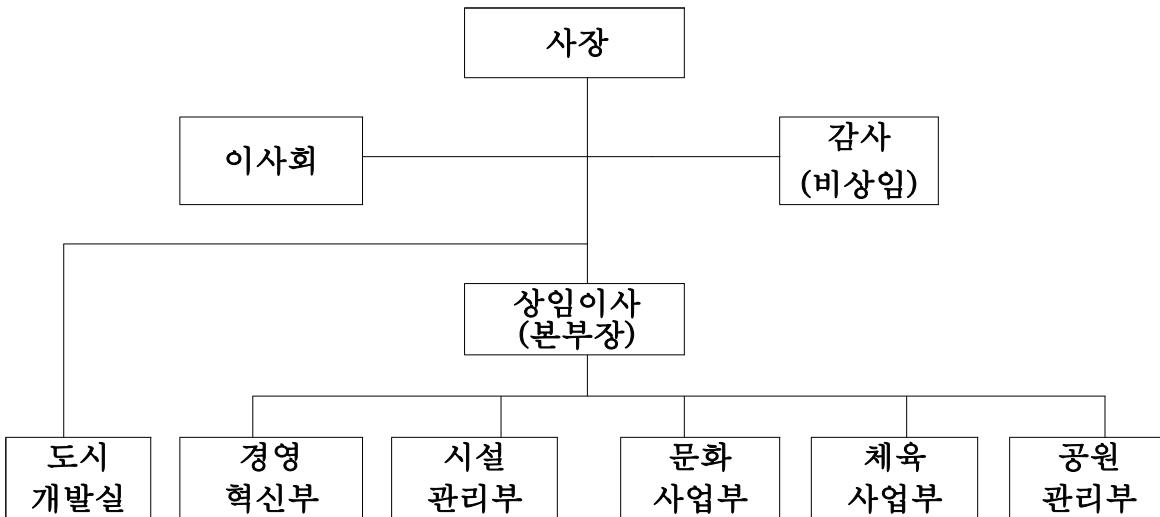 사장
이사회
감사
(비상임)
상임이사
(본부장)
도시
개발실
경영
혁신부
시설
관리부
문화
사업부
체육
사업부
공원
관리부